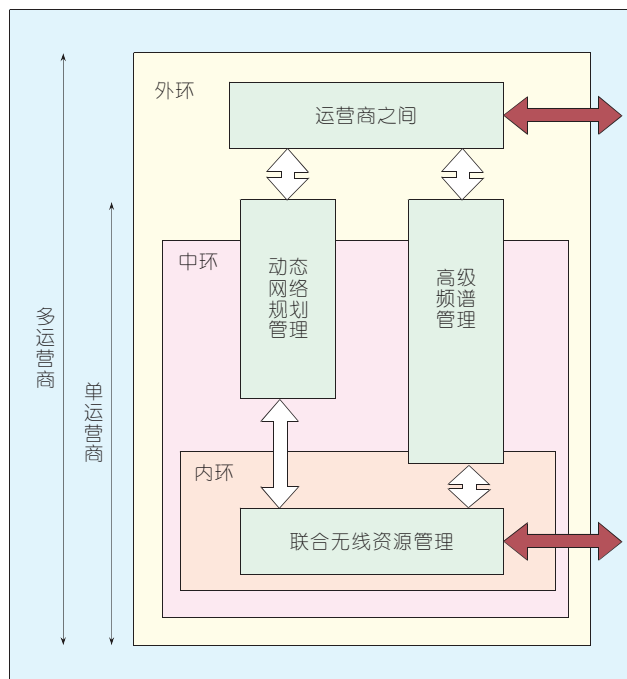 外环
运营商之间
中环
动态
网络
规划
管理
高级
频谱
管理
多运营商
单运营商
内环
联合无线资源管理